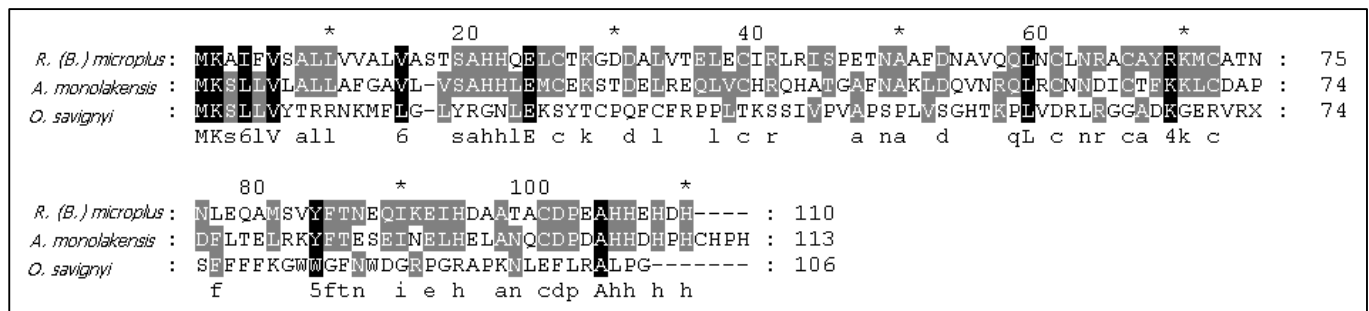 * 20 * 40 * 60 *
R. (B.) microplus : MKAIFVSALLVVALVASTSAHHQELCTKGDDALVTELECIRLRISPETNAAFDNAVQQLNCLNRACAYRKMCATN : 75
A. monolakensis : MKSLLVLALLAFGAVL-VSAHHLEMCEKSTDELREQLVCHRQHATGAFNAKLDQVNRQLRCNNDICTFKKLCDAP : 74
O. savignyi : MKSLLVYTRRNKMFLG-LYRGNLEKSYTCPQFCFRPPLTKSSIVPVAPSPLVSGHTKPLVDRLRGGADKGERVRX : 74
MKs6lV all 6 sahhlE c k d l l c r a na d qL c nr ca 4k c
80 * 100 *
R. (B.) microplus : NLEQAMSVYFTNEQIKEIHDAATACDPEAHHEHDH---- : 110
A. monolakensis : DFLTELRKYFTESEINELHELANQCDPDAHHDHPHCHPH : 113
O. savignyi : SFFFFKGWWGFNWDGRPGRAPKNLEFLRALPG------- : 106
f 5ftn i e h an cdp Ahh h h